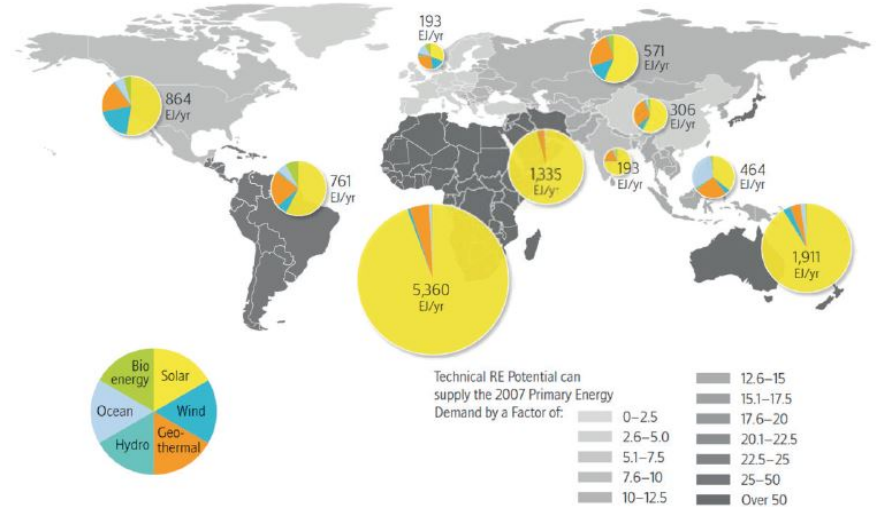 193
EJ/yr
571
EJ/yr
864
EJ/yr
306
EJ/yr
761
EJ/yr
1,335
EJ/yr
193
EJ/yr
464
EJ/yr
5,360
EJ/yr
1,911
EJ/yr
Bio
energy
Solar
Ocean
Wind
Hydro
Geo-
thermal
Technical RE Potential can
supply the 2007 Primary Energy
Demand by a Factor of:
0–2.5
2.6–5.0
5.1–7.5
7.6–10
10–12.5
12.6–15
15.1–17.5
17.6–20
20.1–22.5
22.5–25
25–50
Over 50